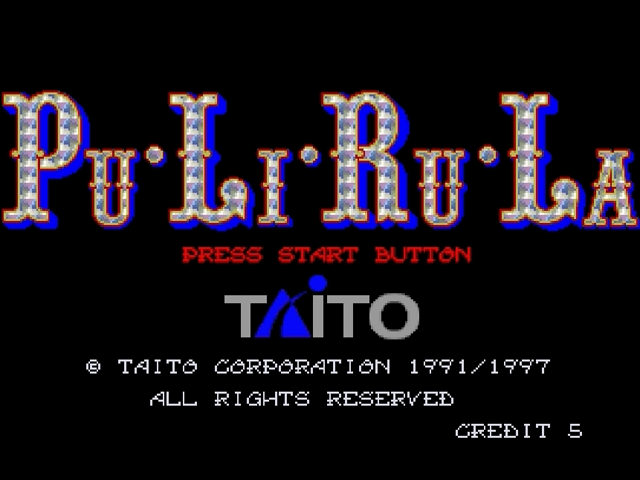 PU·LI·RU·LA
PRESS START BUTTON
TAITO
© TAITO CORPORATION 1991/1997
ALL RIGHTS RESERVED
CREDIT 5